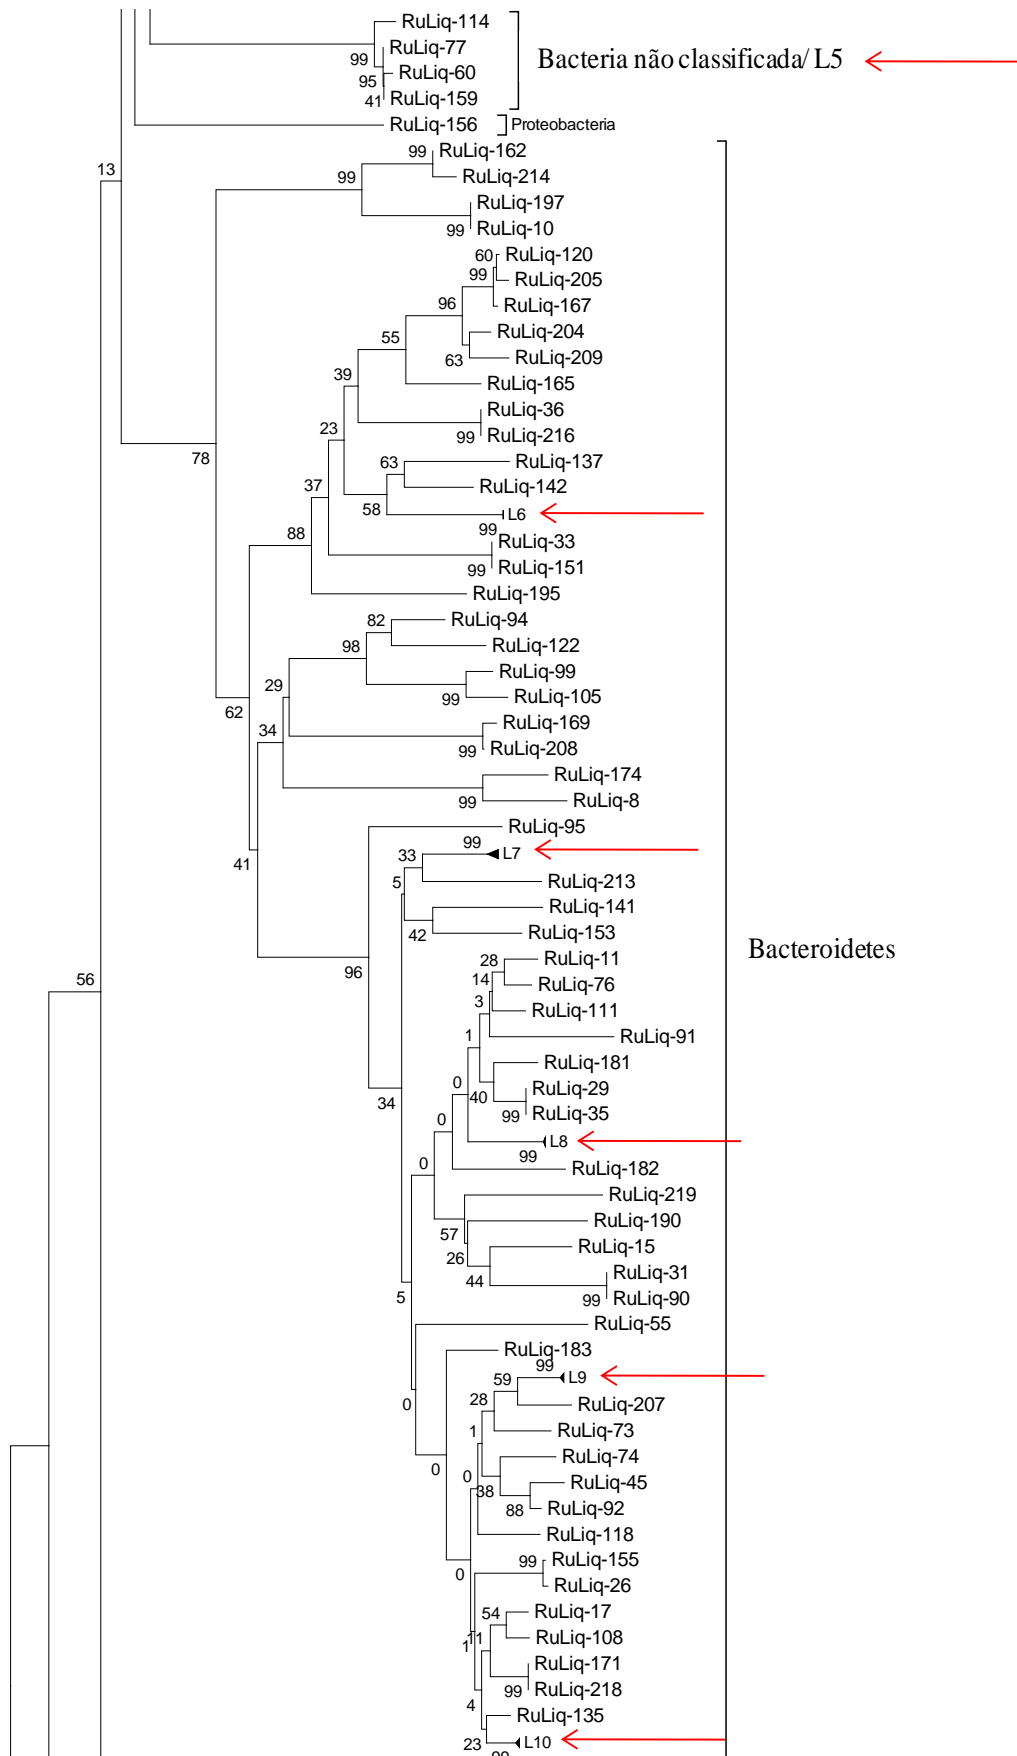 RuLiq-114
99
RuLiq-77
Bacteria não classificada/ L5
95
RuLiq-60
41
RuLiq-159
RuLiq-156
Proteobacteria
13
99
RuLiq-162
99
RuLiq-214
RuLiq-197
99
RuLiq-10
60
RuLiq-120
99
RuLiq-205
96
RuLiq-167
55
RuLiq-204
63
RuLiq-209
39
RuLiq-165
RuLiq-36
23
99
RuLiq-216
78
63
RuLiq-137
37
RuLiq-142
58
L6
88
99
RuLiq-33
99
RuLiq-151
RuLiq-195
82
RuLiq-94
98
RuLiq-122
29
RuLiq-99
99
RuLiq-105
62
34
RuLiq-169
99
RuLiq-208
RuLiq-174
99
RuLiq-8
RuLiq-95
41
33
99
L7
5
RuLiq-213
RuLiq-141
42
RuLiq-153
Bacteroidetes
56
96
28
RuLiq-11
14
RuLiq-76
3
RuLiq-111
1
RuLiq-91
0
RuLiq-181
34
40
RuLiq-29
99
RuLiq-35
0
L8
99
0
RuLiq-182
RuLiq-219
57
RuLiq-190
26
RuLiq-15
44
RuLiq-31
5
99
RuLiq-90
RuLiq-55
RuLiq-183
99
59
L9
0
28
RuLiq-207
1
RuLiq-73
0
RuLiq-74
0
38
RuLiq-45
88
RuLiq-92
RuLiq-118
0
99
RuLiq-155
RuLiq-26
54
RuLiq-17
1
11
RuLiq-108
RuLiq-171
99
RuLiq-218
4
RuLiq-135
23
L10
99